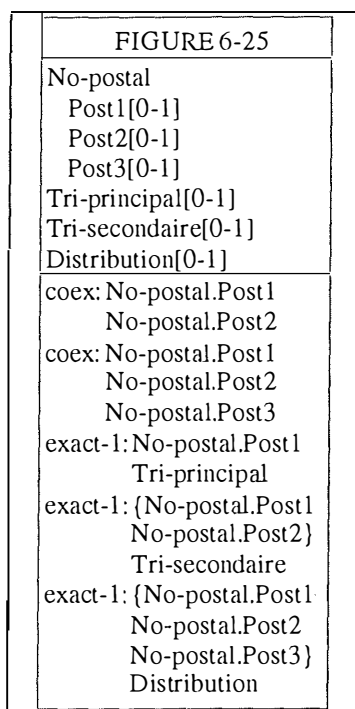 FIGURE 6-25
No-postal
Post1[0-1]
Post2[0-1]
Post3[0-1]
Tri-principal[0-1]
Tri-secondaire[0-1]
Distribution[0-1]
coex: No-postal.Post1
No-postal.Post2
coex: No-postal.Post1
No-postal.Post2
No-postal.Post3
exact-1: No-postal.Post1
Tri-principal
exact-1: {No-postal.Post1
No-postal.Post2}
Tri-secondaire
exact-1: {No-postal.Post1
No-postal.Post2
No-postal.Post3}
Distribution